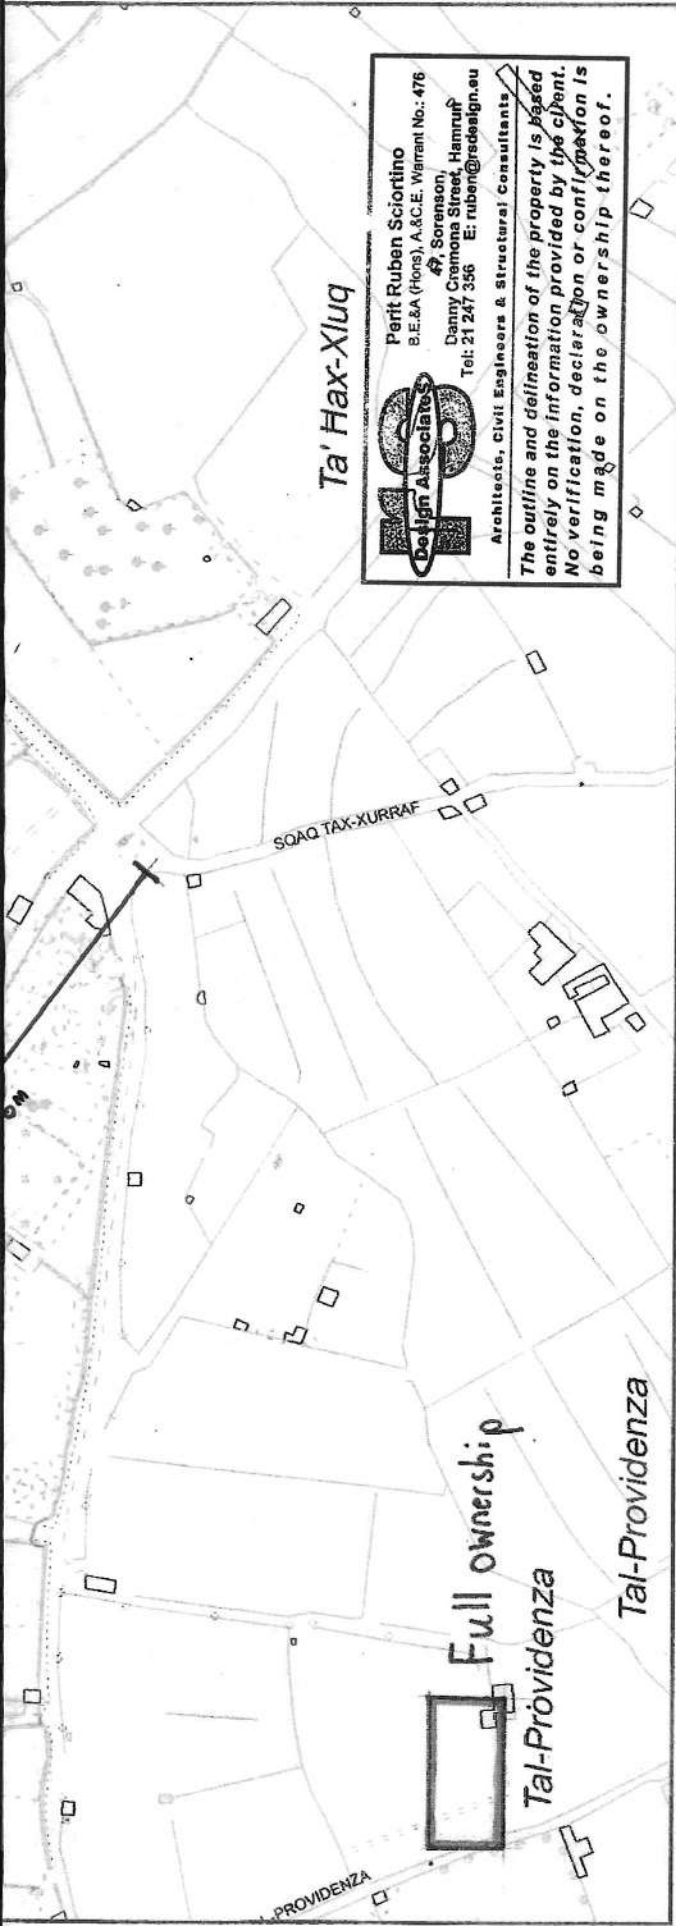 Ta' Hax-Xluq
Perit Ruben Sciortino
B.E.&A (Hons), A.&C.E. Warrant No.: 476
47, Sorenson,
Danny Cremona Street, Hamrun
Tel: 21 247 356 E: ruben@rsdesign.eu
Design Associates
Architects, Civil Engineers & Structural Consultants
The outline and delineation of the property is based
entirely on the information provided by the client.
No verification, declaration or confirmation is
being made on the ownership thereof.
SQAQ TAX-XURRAF
Full ownership
Tal-Providenza
Tal-Providenza
PROVIDENZA